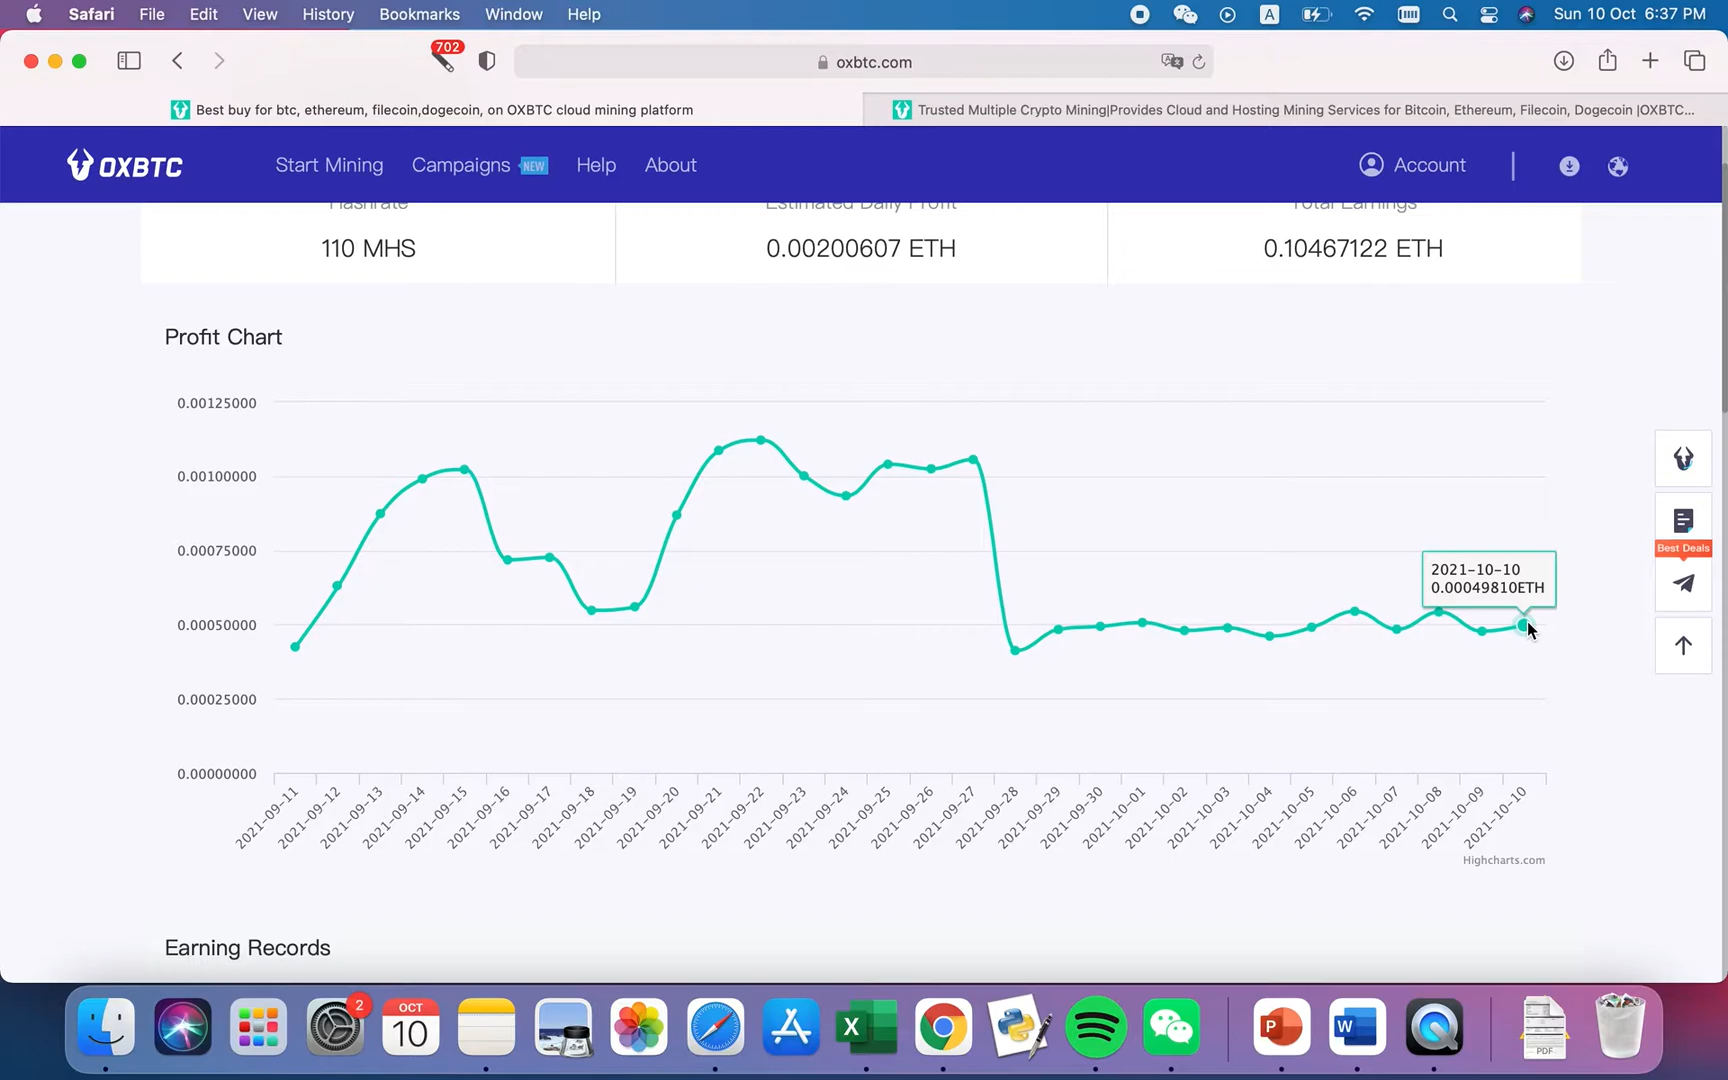 Safari File Edit View History Bookmarks Window Help
A
Sun 10 Oct 6:37 PM
702
oxbtc.com
Best buy for btc, ethereum, filecoin,dogecoin, on OXBTC cloud mining platform
Trusted Multiple Crypto Mining|Provides Cloud and Hosting Mining Services for Bitcoin, Ethereum, Filecoin, Dogecoin |OXBTC...
OXBTC
Start Mining
Campaigns NEW
Help
About
Account
Hashrate
Estimated Daily Profit
Total Earnings
110 MHS
0.00200607 ETH
0.10467122 ETH
Profit Chart
0.00125000
0.00100000
0.00075000
0.00050000
0.00025000
0.00000000
2021-10-10
0.00049810ETH
Best Deals
2021-09-11
2021-09-12
2021-09-13
2021-09-14
2021-09-15
2021-09-16
2021-09-17
2021-09-18
2021-09-19
2021-09-20
2021-09-21
2021-09-22
2021-09-23
2021-09-24
2021-09-25
2021-09-26
2021-09-27
2021-09-28
2021-09-29
2021-09-30
2021-10-01
2021-10-02
2021-10-03
2021-10-04
2021-10-05
2021-10-06
2021-10-07
2021-10-08
2021-10-09
2021-10-10
Highcharts.com
Earning Records
2
OCT
10
X
P
W
PDF